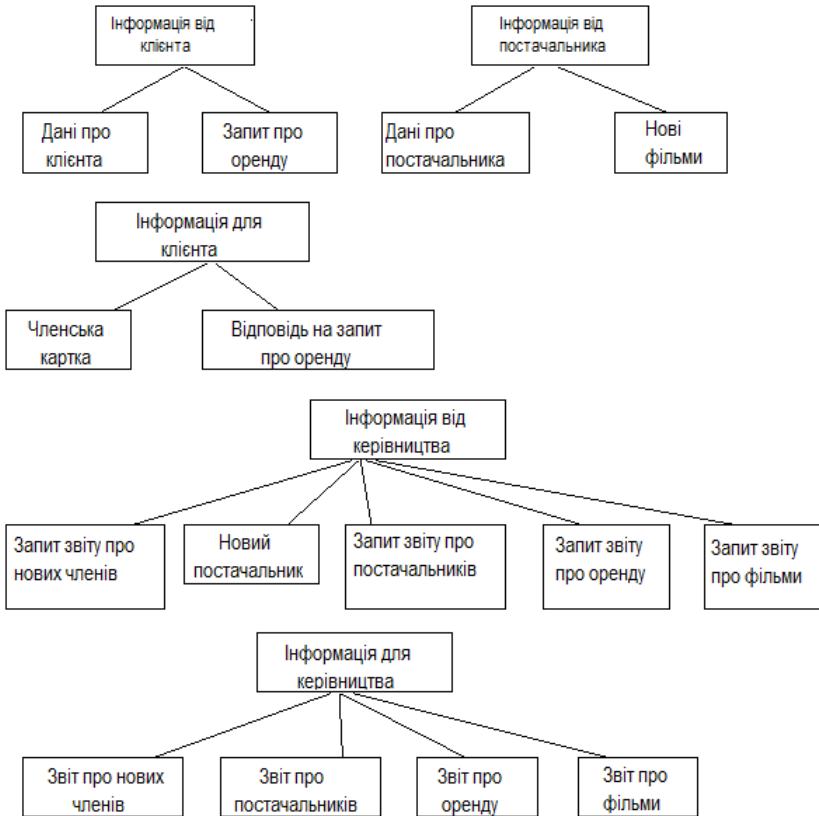 Інформація від
клієнта
Інформація від
постачальника
Дані про
клієнта
Запит про
оренду
Дані про
постачальника
Нові
фільми
Інформація для
клієнта
Членська
картка
Відповідь на запит
про оренду
Інформація від
керівництва
Запит звіту про
нових членів
Новий
постачальник
Запит звіту про
постачальників
Запит звіту
про оренду
Запит звіту
про фільми
Інформація для
керівництва
Звіт про нових
членів
Звіт про
постачальників
Звіт про
оренду
Звіт про
фільми